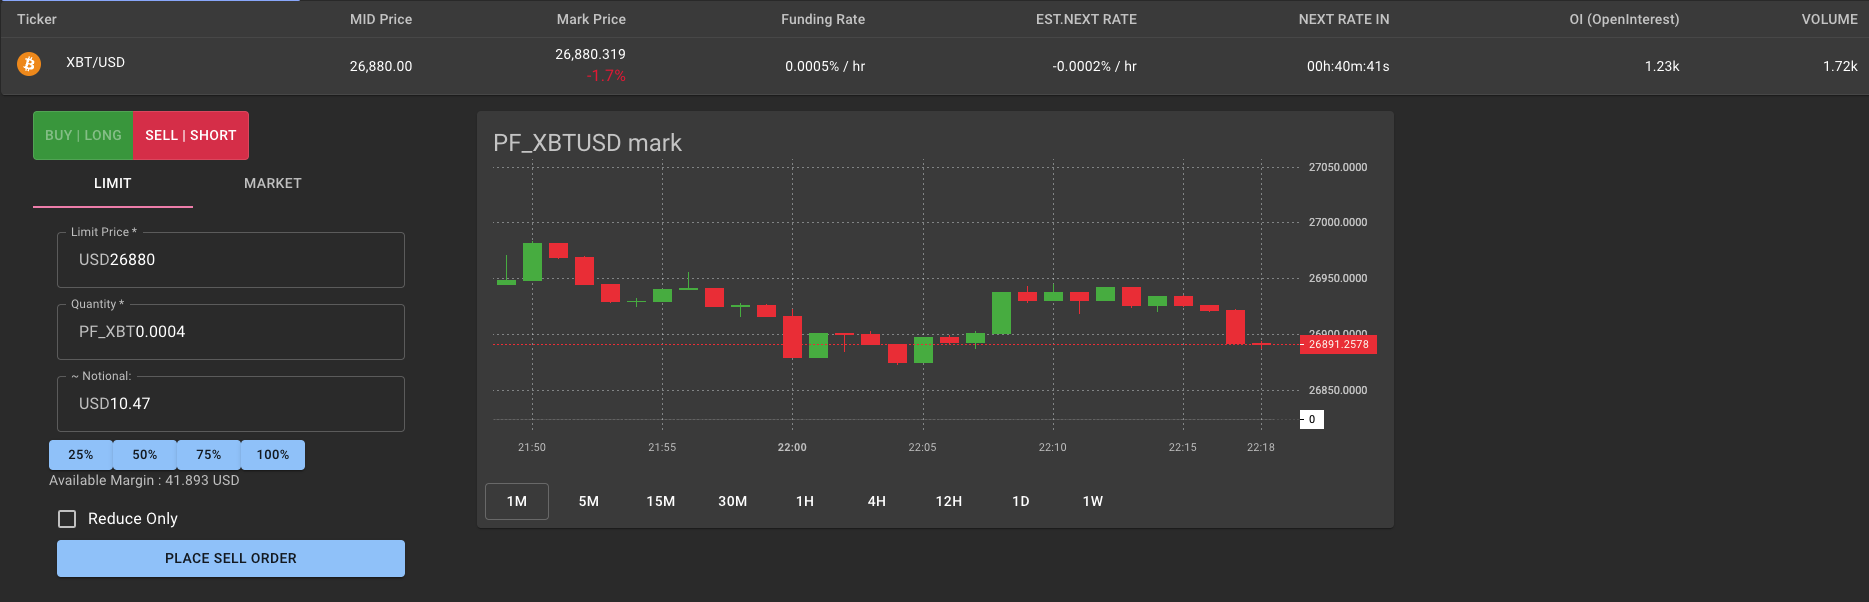 Ticker MID Price Mark Price Funding Rate EST.NEXT RATE NEXT RATE IN OI (OpenInterest) VOLUME
XBT/USD 26,880.00 26,880.319 0.0005% / hr -0.0002% / hr 00h:40m:41s 1.23k 1.72k
-1.7%
BUY | LONG SELL | SHORT
LIMIT MARKET
Limit Price *
USD26880
Quantity *
PF_XBT0.0004
~ Notional:
USD10.47
25% 50% 75% 100%
Available Margin : 41.893 USD
Reduce Only
PLACE SELL ORDER
PF_XBTUSD mark
27050.0000
27000.0000
26950.0000
26900.0000
26891.2578
26850.0000
0
21:50 21:55 22:00 22:05 22:10 22:15 22:18
1M 5M 15M 30M 1H 4H 12H 1D 1W